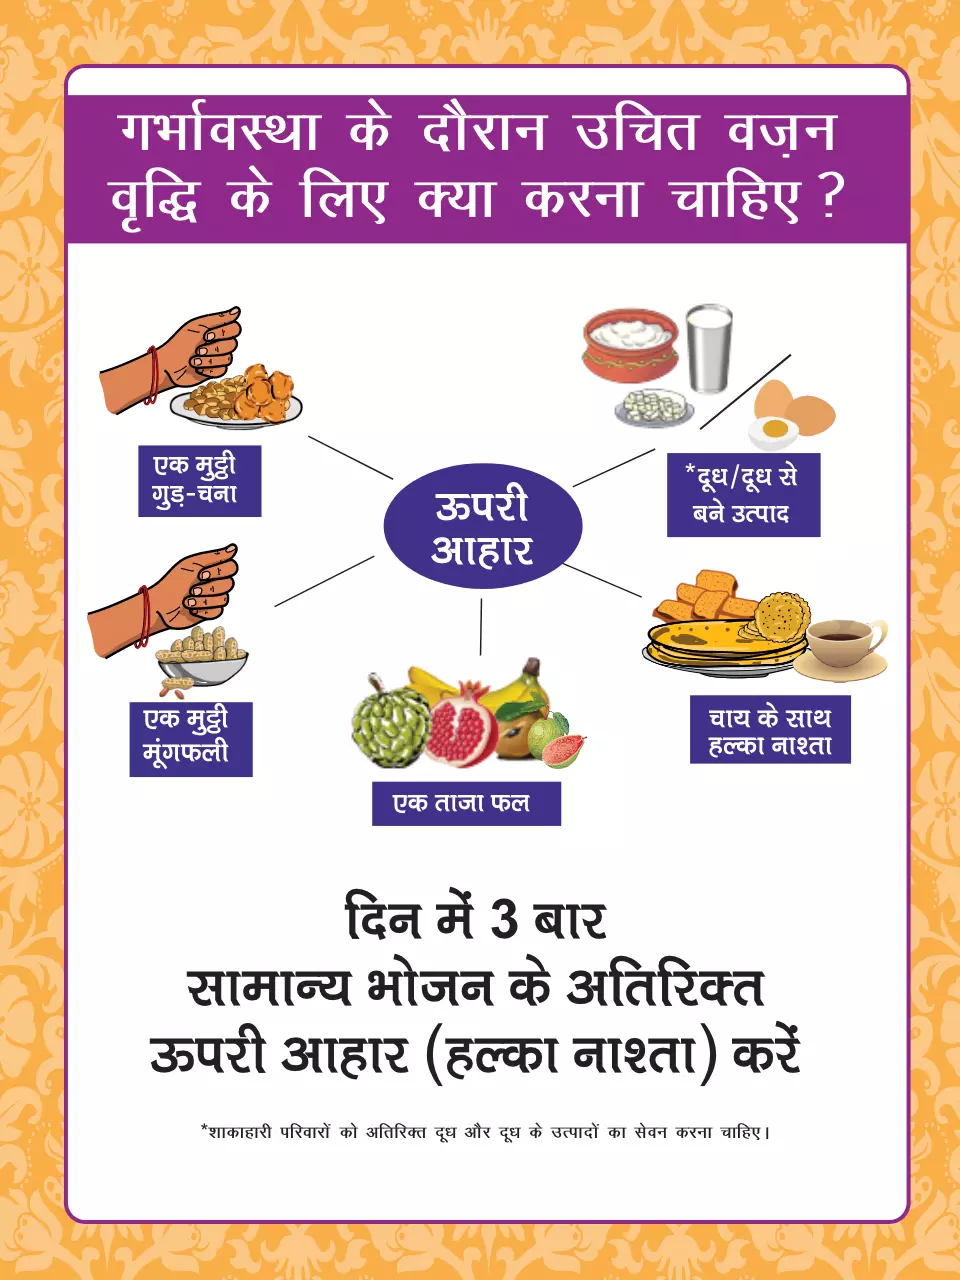 गर्भावस्था के दौरान उचित वज़न
वृद्धि के लिए क्या करना चाहिए ?
एक मुट्ठी
गुड़-चना
*दूध/दूध से
बने उत्पाद
ऊपरी
आहार
एक मुट्ठी
मूंगफली
चाय के साथ
हल्का नाश्ता
एक ताजा फल
दिन में 3 बार
सामान्य भोजन के अतिरिक्त
ऊपरी आहार (हल्का नाश्ता) करें
*शाकाहारी परिवारों को अतिरिक्त दूध और दूध के उत्पादों का सेवन करना चाहिए।